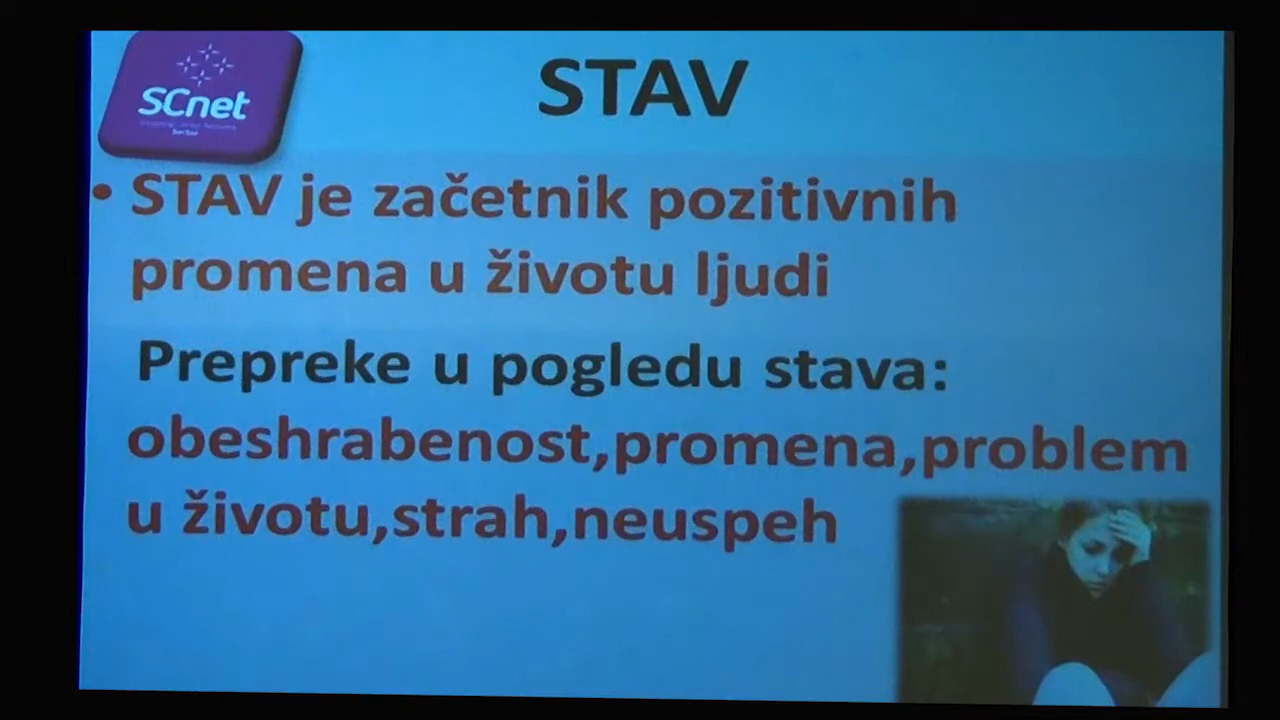 SCnet
STAV
• STAV je začetnik pozitivnih
promena u životu ljudi
Prepreke u pogledu stava:
obeshrabenost,promena,problem
u životu,strah,neuspeh